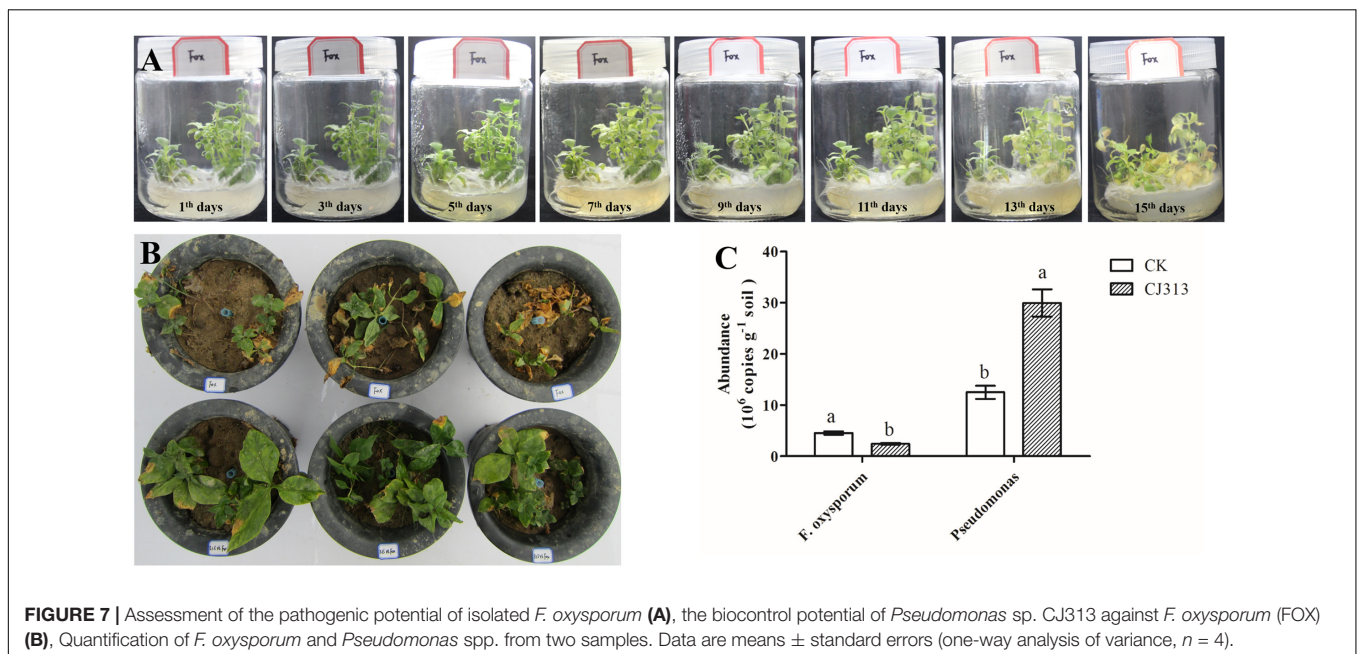 A
Fox
Fox
Fox
Fox
Fox
Fox
Fox
Fox
1th days
3th days
5th days
7th days
9th days
11th days
13th days
15th days
B
Fox
Fox
Fox
C
Abundance
(10⁶ copies g⁻¹ soil )
40
30
20
10
0
a
b
b
a
F. oxysporum
Pseudomonas
CK
CJ313
FIGURE 7 | Assessment of the pathogenic potential of isolated F. oxysporum (A), the biocontrol potential of Pseudomonas sp. CJ313 against F. oxysporum (FOX)
(B), Quantification of F. oxysporum and Pseudomonas spp. from two samples. Data are means ± standard errors (one-way analysis of variance, n = 4).